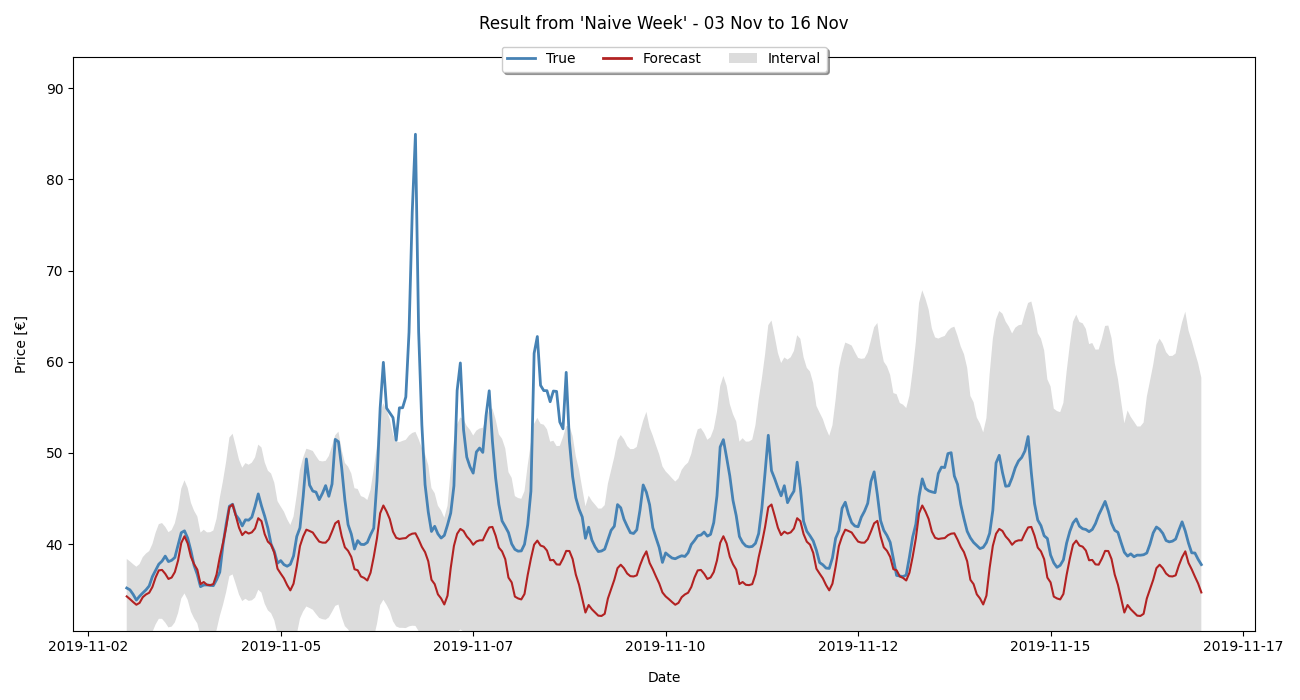 Result from 'Naive Week' - 03 Nov to 16 Nov
True Forecast Interval
90
80
70
60
50
40
Price [€]
2019-11-02 2019-11-05 2019-11-07 2019-11-10 2019-11-12 2019-11-15 2019-11-17
Date